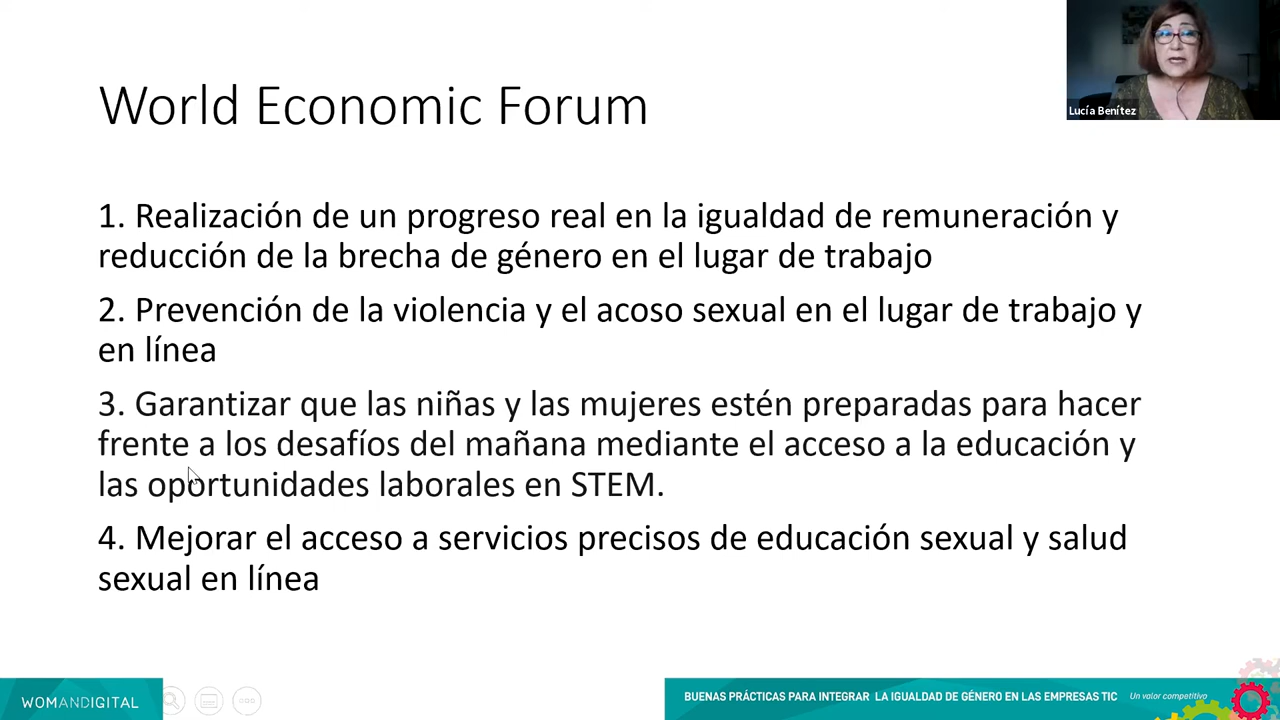 World Economic Forum
Lucía Benítez
1. Realización de un progreso real en la igualdad de remuneración y
reducción de la brecha de género en el lugar de trabajo
2. Prevención de la violencia y el acoso sexual en el lugar de trabajo y
en línea
3. Garantizar que las niñas y las mujeres estén preparadas para hacer
frente a los desafíos del mañana mediante el acceso a la educación y
las oportunidades laborales en STEM.
4. Mejorar el acceso a servicios precisos de educación sexual y salud
sexual en línea
WOMANDIGITAL
BUENAS PRÁCTICAS PARA INTEGRAR LA IGUALDAD DE GÉNERO EN LAS EMPRESAS TIC Un valor competitivo